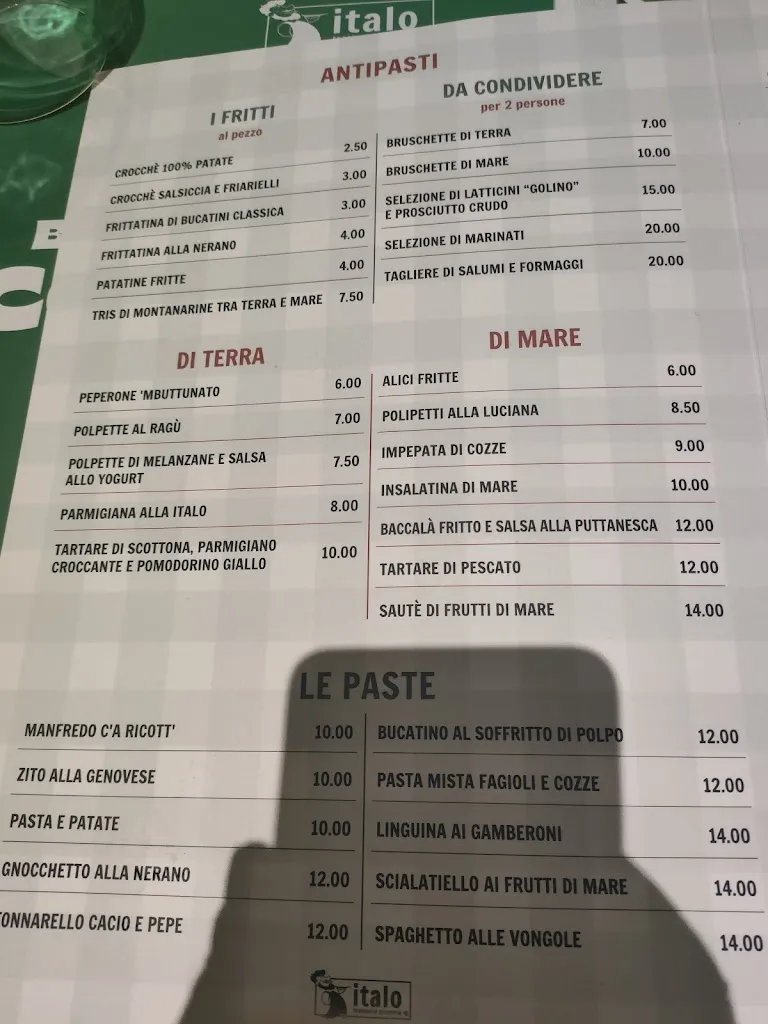 italo
ANTIPASTI
I FRITTI
al pezzo
CROCCHÈ 100% PATATE 2.50
CROCCHÈ SALSICCIA E FRIARIELLI 3.00
FRITTATINA DI BUCATINI CLASSICA 3.00
FRITTATINA ALLA NERANO 4.00
PATATINE FRITTE 4.00
TRIS DI MONTANARINE TRA TERRA E MARE 7.50
DA CONDIVIDERE
per 2 persone
BRUSCHETTE DI TERRA 7.00
BRUSCHETTE DI MARE 10.00
SELEZIONE DI LATTICINI “GOLINO”
E PROSCIUTTO CRUDO 15.00
SELEZIONE DI MARINATI 20.00
TAGLIERE DI SALUMI E FORMAGGI 20.00
DI TERRA
PEPERONE 'MBUTTUNATO 6.00
POLPETTE AL RAGÙ 7.00
POLPETTE DI MELANZANE E SALSA
ALLO YOGURT 7.50
PARMIGIANA ALLA ITALO 8.00
TARTARE DI SCOTTONA, PARMIGIANO
CROCCANTE E POMODORINO GIALLO 10.00
DI MARE
ALICI FRITTE 6.00
POLIPETTI ALLA LUCIANA 8.50
IMPEPATA DI COZZE 9.00
INSALATINA DI MARE 10.00
BACCALÀ FRITTO E SALSA ALLA PUTTANESCA 12.00
TARTARE DI PESCATO 12.00
SAUTÈ DI FRUTTI DI MARE 14.00
LE PASTE
MANFREDO C'A RICOTT' 10.00
ZITO ALLA GENOVESE 10.00
PASTA E PATATE 10.00
GNOCCHETTO ALLA NERANO 12.00
TONNARELLO CACIO E PEPE 12.00
BUCATINO AL SOFFRITTO DI POLPO 12.00
PASTA MISTA FAGIOLI E COZZE 12.00
LINGUINA AI GAMBERONI 14.00
SCIALATIELLO AI FRUTTI DI MARE 14.00
SPAGHETTO ALLE VONGOLE 14.00
italo